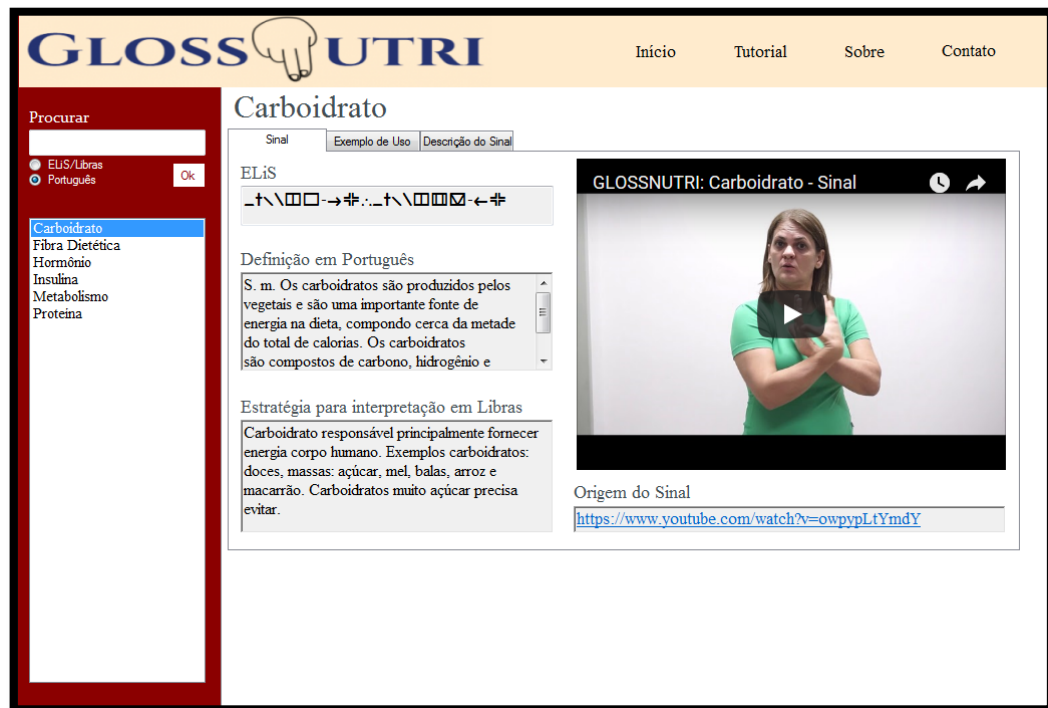 GLOSS UTRI
Início Tutorial Sobre Contato
Procurar
ELiS/Libras
Português
Ok
Carboidrato
Fibra Dietética
Hormônio
Insulina
Metabolismo
Proteina
Carboidrato
Sinal Exemplo de Uso Descrição do Sinal
ELiS
Definição em Português
S. m. Os carboidratos são produzidos pelos
vegetais e são uma importante fonte de
energia na dieta, compondo cerca da metade
do total de calorias. Os carboidratos
são compostos de carbono, hidrogênio e
Estratégia para interpretação em Libras
Carboidrato responsável principalmente fornecer
energia corpo humano. Exemplos carboidratos:
doces, massas: açúcar, mel, balas, arroz e
macarrão. Carboidratos muito açúcar precisa
evitar.
GLOSSNUTRI: Carboidrato - Sinal
Origem do Sinal
https://www.youtube.com/watch?v=owpypLtYmdY